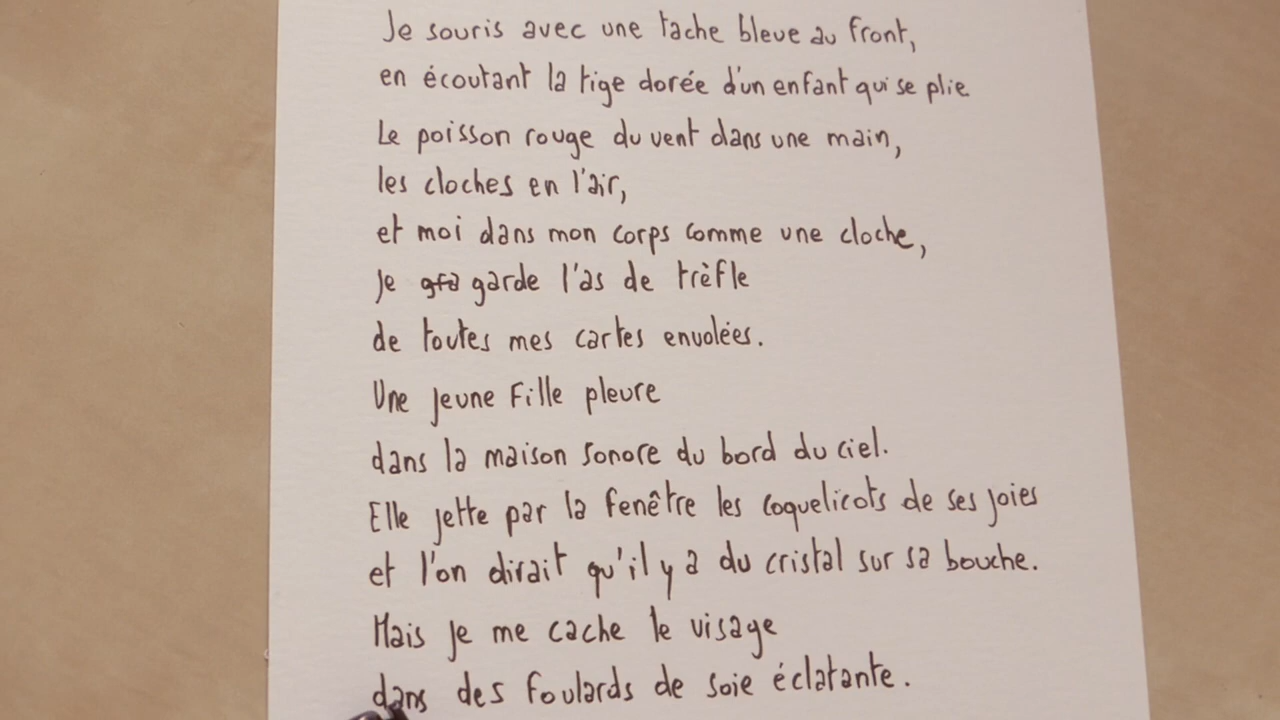 Je souris avec une tache bleue au front,
en écoutant la tige dorée d'un enfant qui se plie
Le poisson rouge du vent dans une main,
les cloches en l'air,
et moi dans mon corps comme une cloche,
je garde l'as de trèfle
de toutes mes cartes envolées.
Une jeune fille pleure
dans la maison sonore du bord du ciel.
Elle jette par la fenêtre les coquelicots de ses joies
et l'on dirait qu'il y a du cristal sur sa bouche.
Mais je me cache le visage
dans des foulards de soie éclatante.